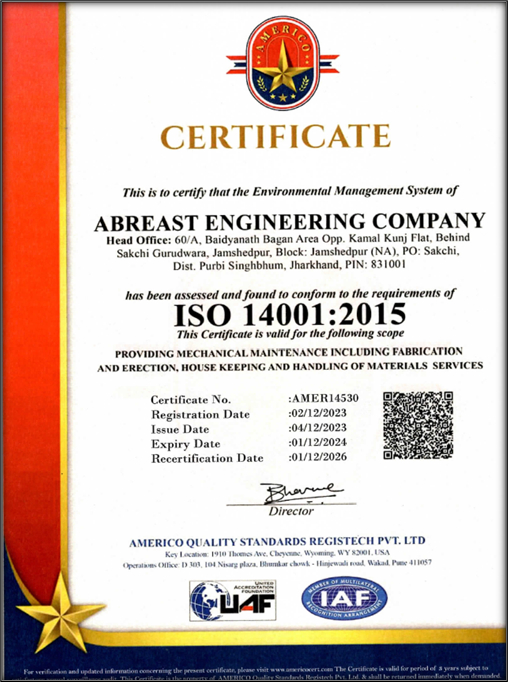 AMERICO
CERTIFICATE
This is to certify that the Environmental Management System of
ABREAST ENGINEERING COMPANY
Head Office: 60/A, Baidyanath Bagan Area Opp. Kamal Kunj Flat, Behind
Sakchi Gurudwara, Jamshedpur, Block: Jamshedpur (NA), PO: Sakchi,
Dist. Purbi Singhbhum, Jharkhand, PIN: 831001
has been assessed and found to conform to the requirements of
ISO 14001:2015
This Certificate is valid for the following scope
PROVIDING MECHANICAL MAINTENANCE INCLUDING FABRICATION
AND ERECTION, HOUSE KEEPING AND HANDLING OF MATERIALS SERVICES
Certificate No. :AMER14530
Registration Date :02/12/2023
Issue Date :04/12/2023
Expiry Date :01/12/2024
Recertification Date :01/12/2026
Director
AMERICO QUALITY STANDARDS REGISTECH PVT. LTD
Key Location: 1910 Thomes Ave, Cheyenne, Wyoming, WY 82001, USA
Operations Office: D 303, 104 Nisarg plaza, Bhumkar chowk - Hinjewadi road, Wakad, Pune 411057
UNITED
ACCREDITATION
FOUNDATION
UAF
MEMBER OF MULTILATERAL
IAF
RECOGNITION ARRANGEMENT
For verification and updated information concerning the present certificate, please visit www.americocert.com The Certificate is valid for period of 3 years subject to
This Certificate is the property of AMERICO Quality Standards Registech Pvt. Ltd. & shall be returned immediately when demanded.